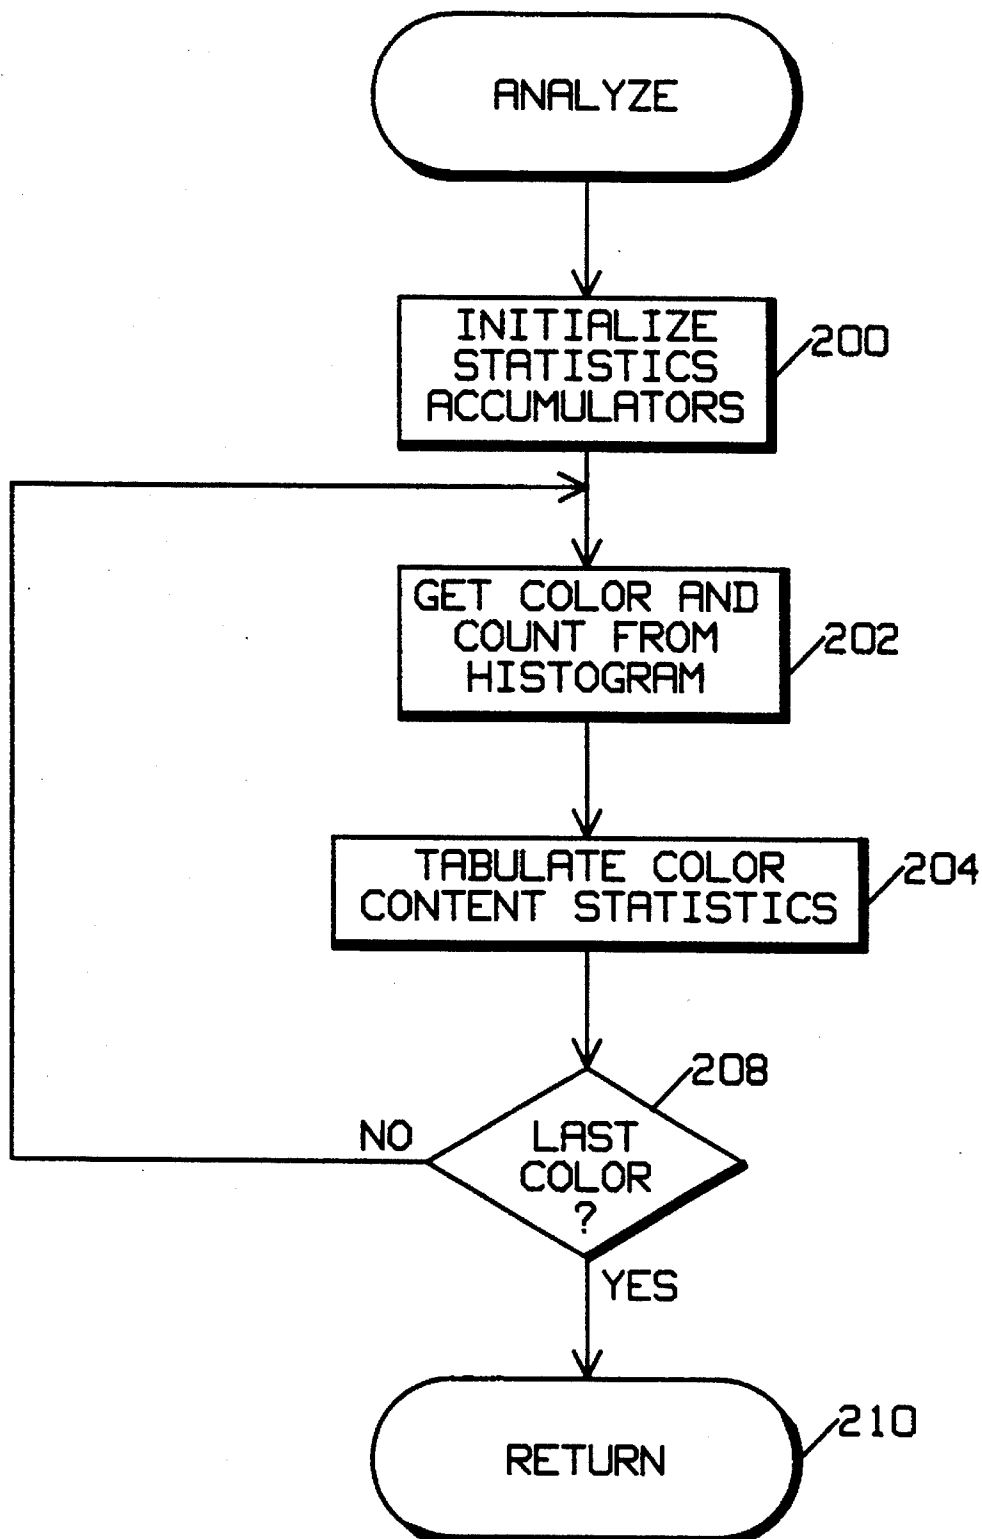 ANALYZE
INITIALIZE
STATISTICS
ACCUMULATORS
200
GET COLOR AND
COUNT FROM
HISTOGRAM
202
TABULATE COLOR
CONTENT STATISTICS
204
208
NO
LAST
COLOR
?
YES
210
RETURN